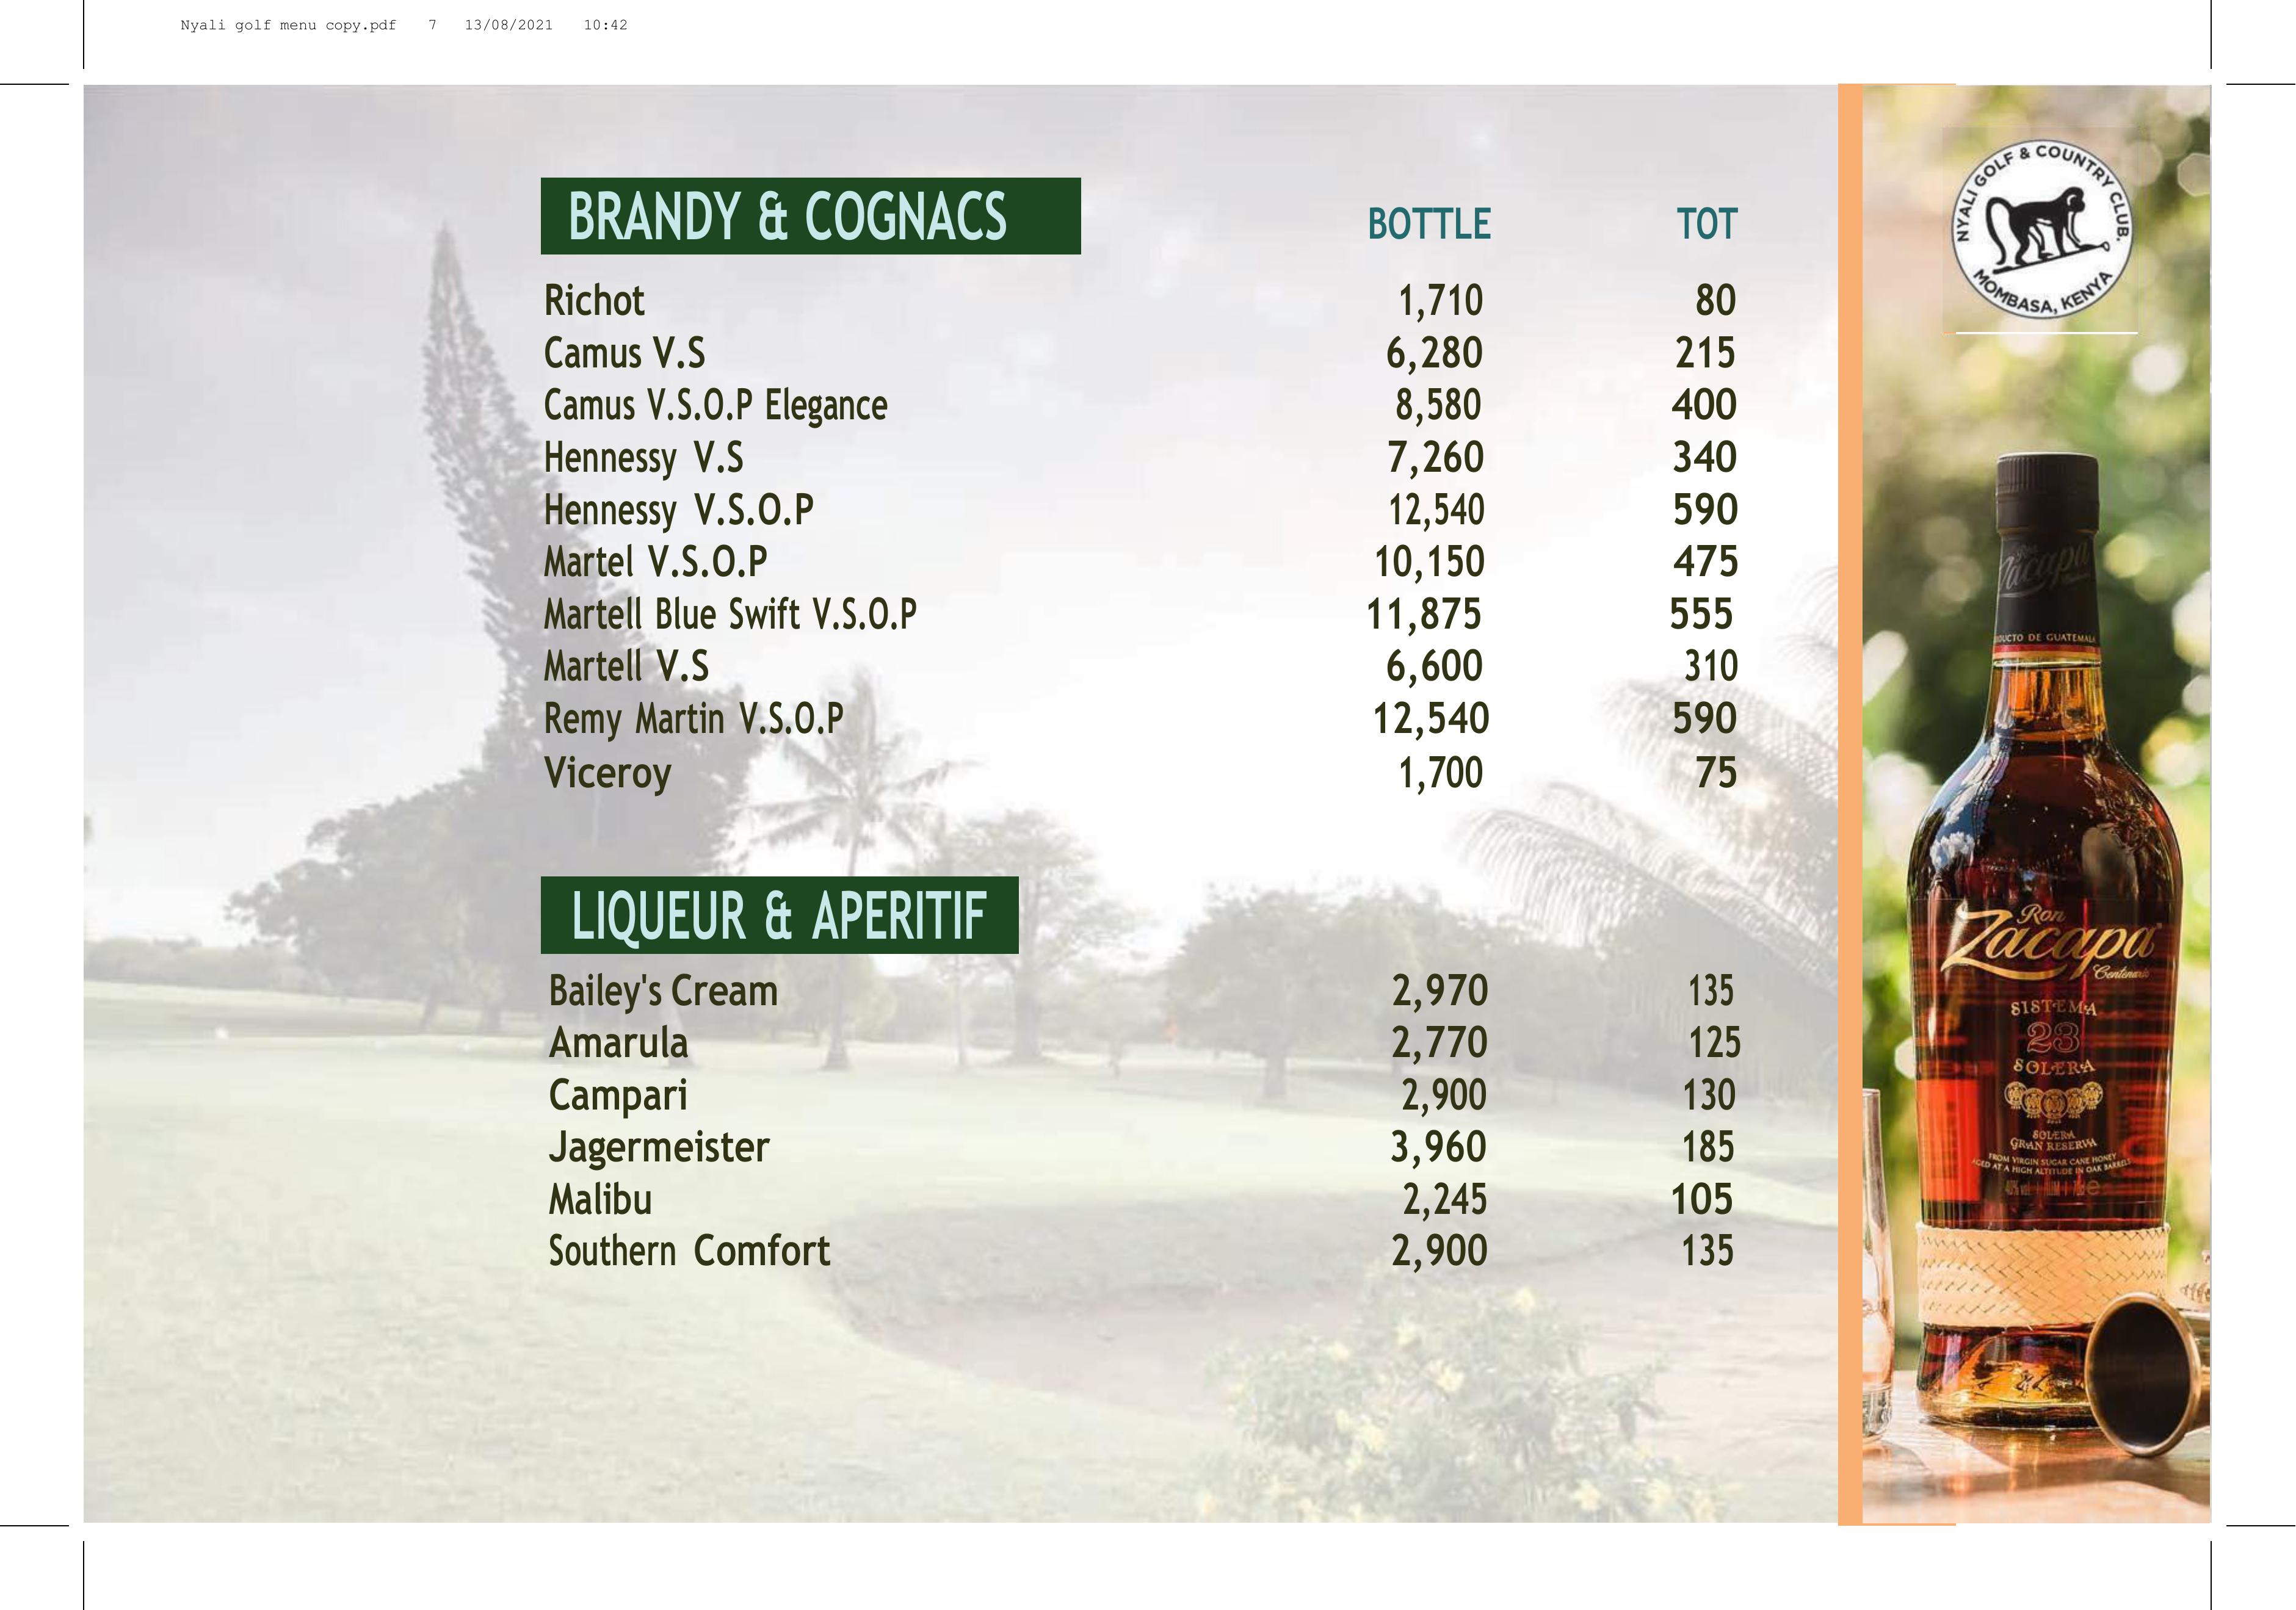 Nyali golf menu copy.pdf 7 13/08/2021 10:42
NYALI GOLF & COUNTRY CLUB.
MOMBASA, KENYA
BRANDY & COGNACS BOTTLE TOT
Richot 1,710 80
Camus V.S 6,280 215
Camus V.S.O.P Elegance 8,580 400
Hennessy V.S 7,260 340
Hennessy V.S.O.P 12,540 590
Martel V.S.O.P 10,150 475
Martell Blue Swift V.S.O.P 11,875 555
Martell V.S 6,600 310
Remy Martin V.S.O.P 12,540 590
Viceroy 1,700 75
LIQUEUR & APERITIF
Bailey's Cream 2,970 135
Amarula 2,770 125
Campari 2,900 130
Jagermeister 3,960 185
Malibu 2,245 105
Southern Comfort 2,900 135
Zacapa
DE GUATEMALA
Ron
Zacapa
Centenario
SISTEMA
23
SOLERA
SOLERA
GRAN RESERVA
FROM VIRGIN SUGAR CANE HONEY
AGED AT A HIGH ALTITUDE IN OAK BARRELS